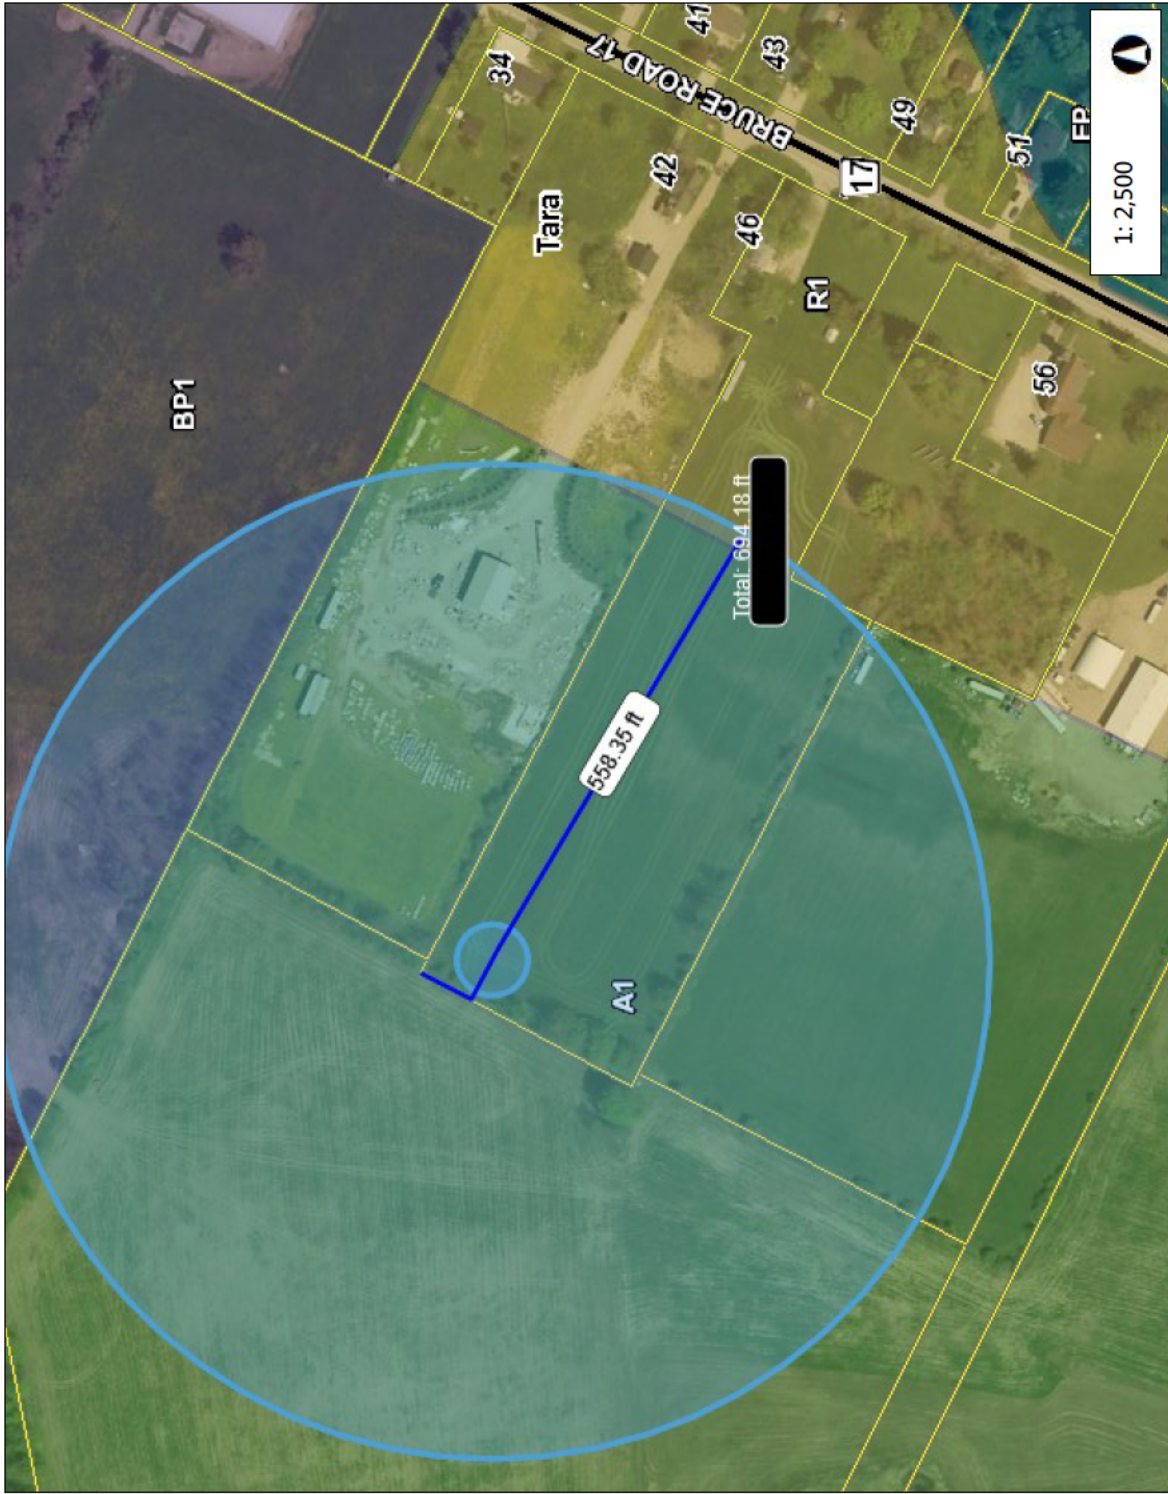 41
34
43
BRUCE ROAD 17
49
BP1
Tara
42
51
FP
17
46
1: 2,500
R1
56
Total: 694.18 ft
558.35 ft
A1